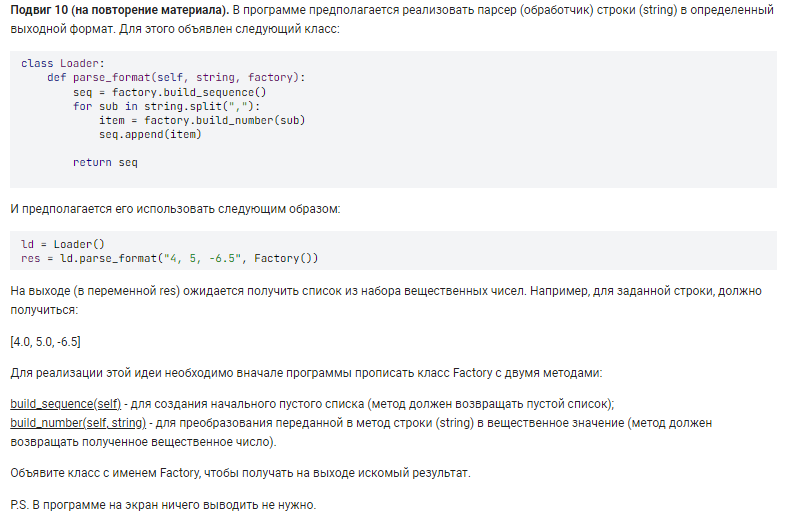 Подвиг 10 (на повторение материала). В программе предполагается реализовать парсер (обработчик) строки (string) в определенный
выходной формат. Для этого объявлен следующий класс:
class Loader:
    def parse_format(self, string, factory):
        seq = factory.build_sequence()
        for sub in string.split(","):
            item = factory.build_number(sub)
            seq.append(item)
        return seq
И предполагается его использовать следующим образом:
ld = Loader()
res = ld.parse_format("4, 5, -6.5", Factory())
На выходе (в переменной res) ожидается получить список из набора вещественных чисел. Например, для заданной строки, должно
получиться:
[4.0, 5.0, -6.5]
Для реализации этой идеи необходимо вначале программы прописать класс Factory с двумя методами:
build_sequence(self) - для создания начального пустого списка (метод должен возвращать пустой список);
build_number(self, string) - для преобразования переданной в метод строки (string) в вещественное значение (метод должен
возвращать полученное вещественное число).
Объявите класс с именем Factory, чтобы получать на выходе искомый результат.
P.S. В программе на экран ничего выводить не нужно.